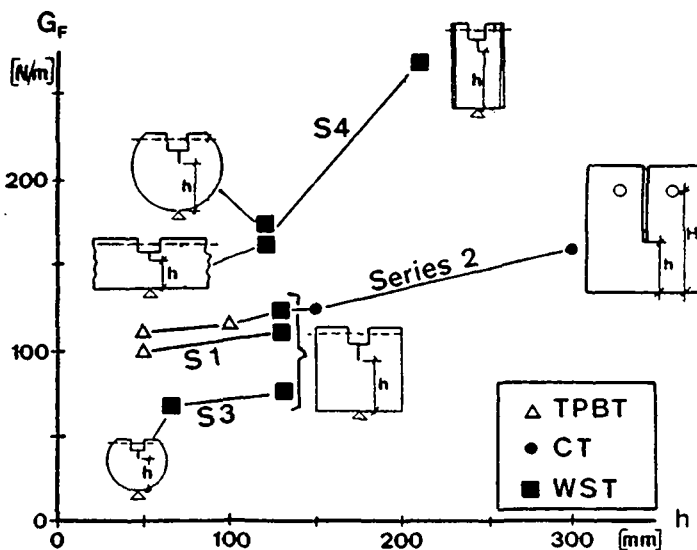 G_F
[N/m]
S4
200
h
h
h
H
h
Series 2
100
S1
h
S3
h
△ TPBT
● CT
■ WST
0
0
100
200
300
h
[mm]